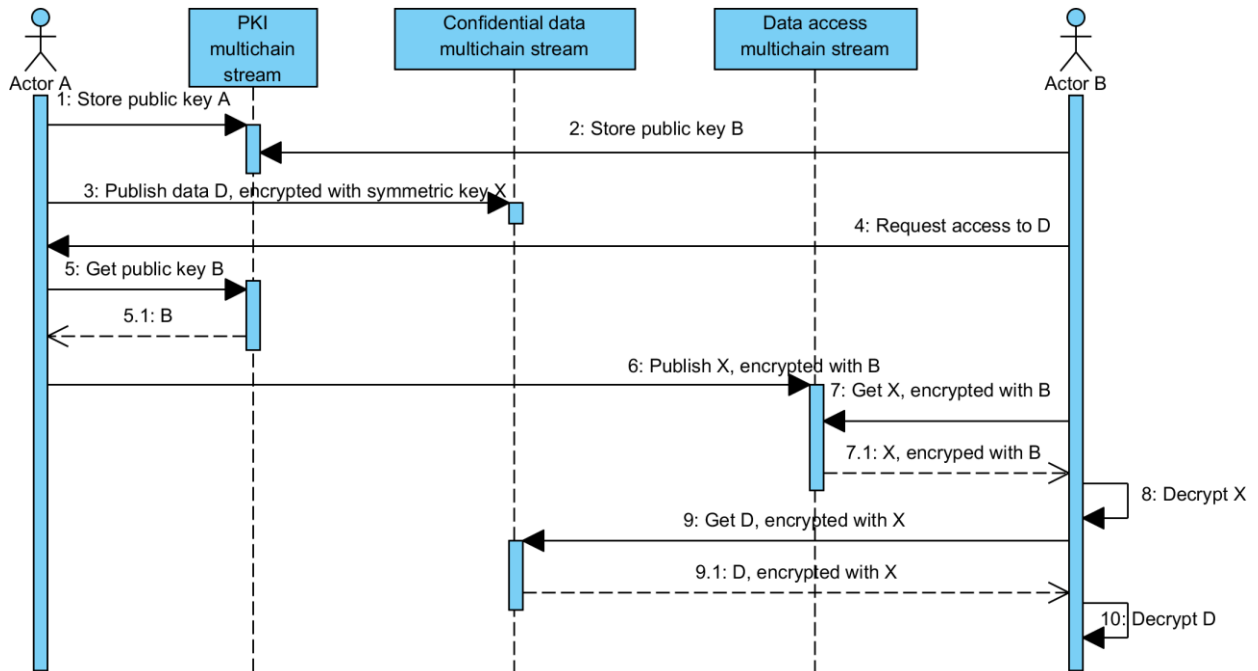 PKI
multichain
stream
Confidential data
multichain stream
Data access
multichain stream
Actor A
Actor B
1: Store public key A
2: Store public key B
3: Publish data D, encrypted with symmetric key X
4: Request access to D
5: Get public key B
5.1: B
6: Publish X, encrypted with B
7: Get X, encrypted with B
7.1: X, encryped with B
8: Decrypt X
9: Get D, encrypted with X
9.1: D, encrypted with X
10: Decrypt D